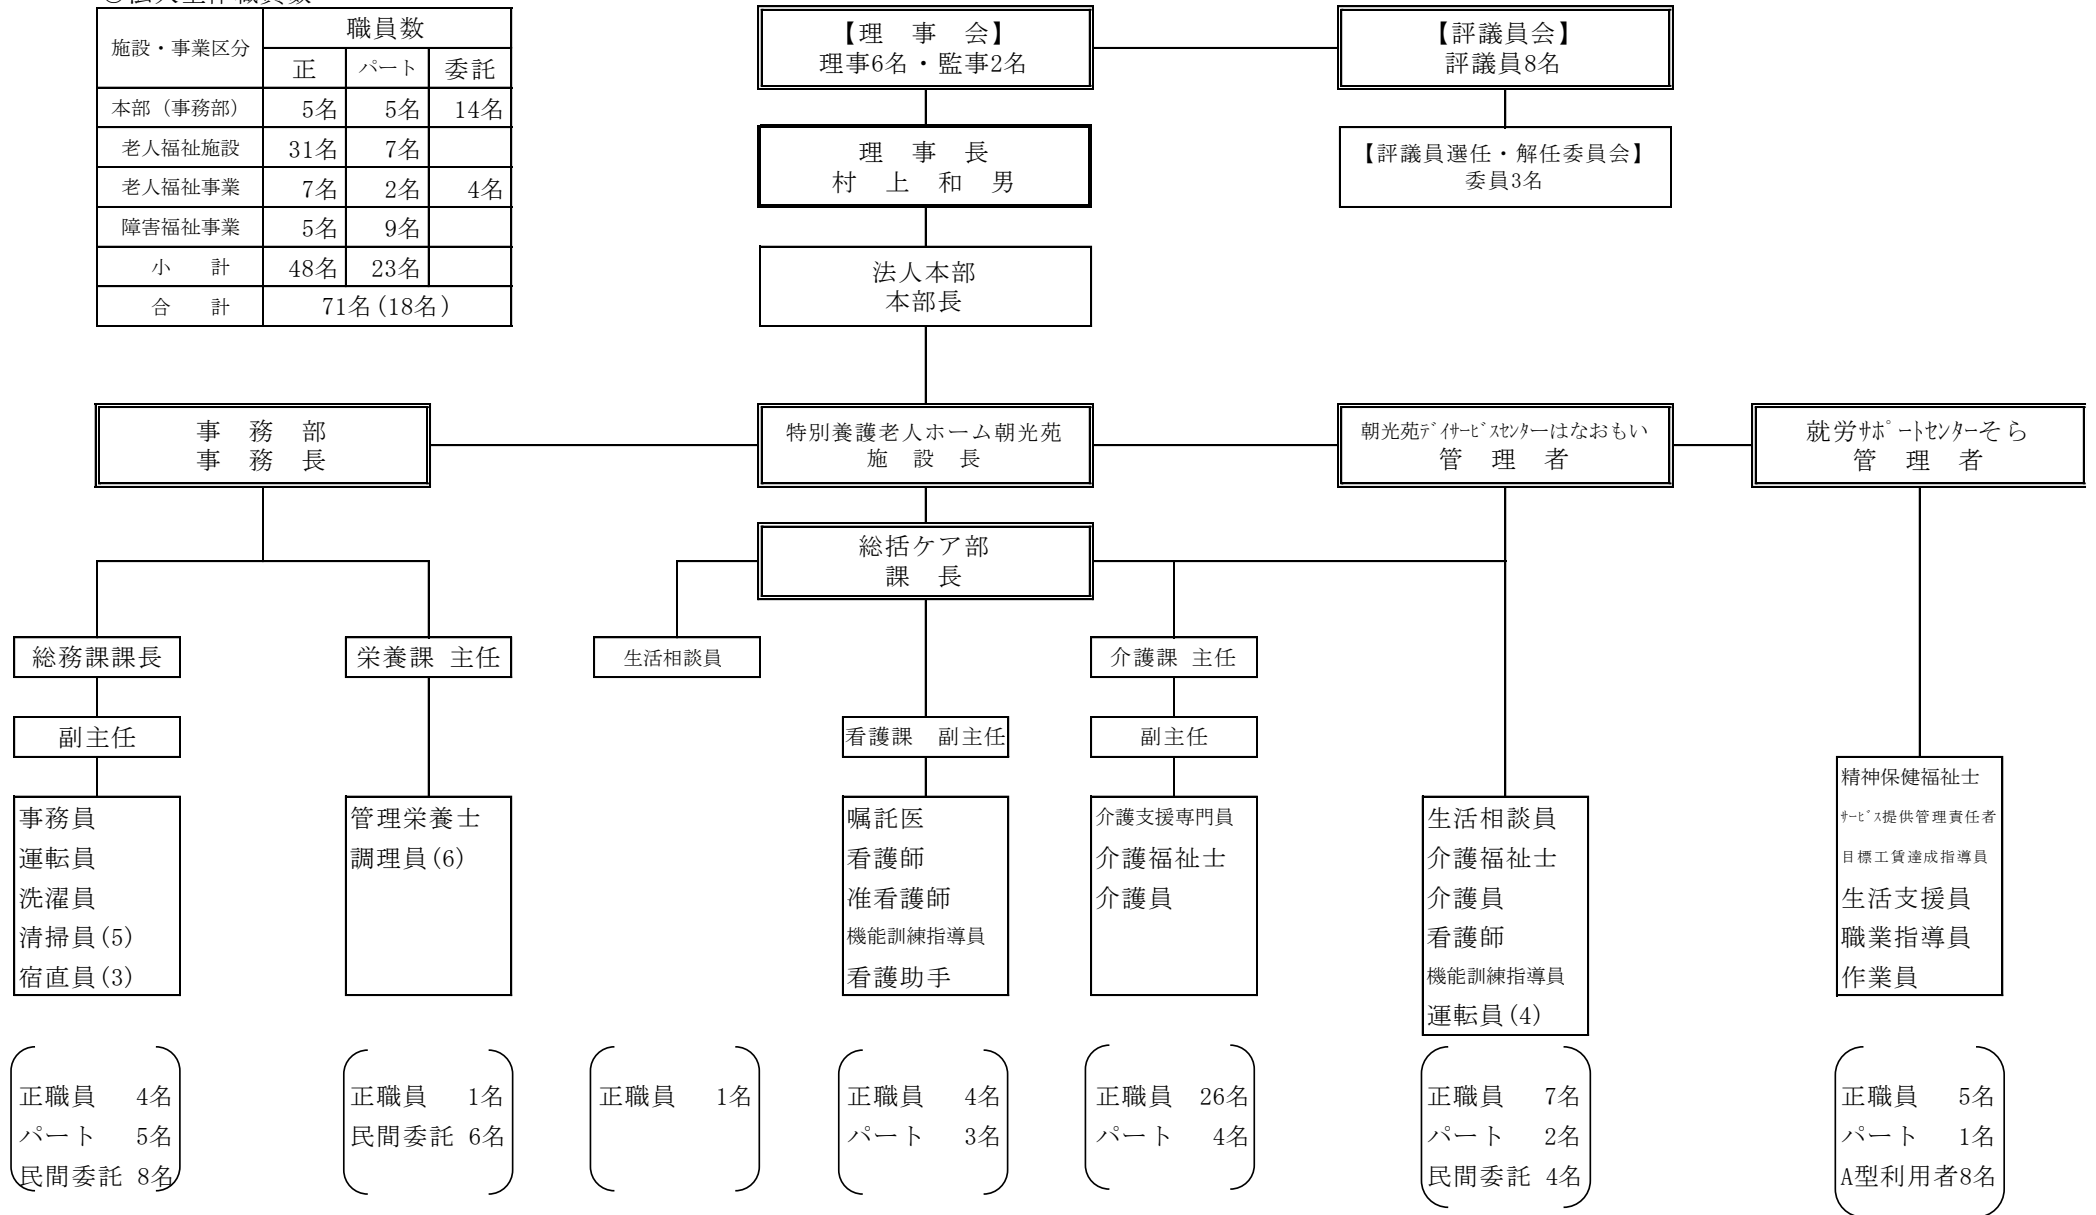 施設・事業区分 職員数
正 パート 委託
本部（事務部） 5名 5名 14名
老人福祉施設 31名 7名
老人福祉事業 7名 2名 4名
障害福祉事業 5名 9名
小　計 48名 23名
合　計 71名(18名)
【理　事　会】
理事6名・監事2名
【評議員会】
評議員8名
理　事　長
村　上　和　男
【評議員選任・解任委員会】
委員3名
法人本部
本部長
事　務　部
事　務　長
特別養護老人ホーム朝光苑
施　設　長
朝光苑ﾃﾞｲｻｰﾋﾞｽｾﾝﾀｰはなおもい
管　理　者
就労ｻﾎﾟｰﾄｾﾝﾀｰそら
管　理　者
総括ケア部
課　長
総務課課長
栄養課 主任
生活相談員
介護課 主任
副主任
看護課　副主任
副主任
事務員
運転員
洗濯員
清掃員(5)
宿直員(3)
管理栄養士
調理員(6)
嘱託医
看護師
准看護師
機能訓練指導員
看護助手
介護支援専門員
介護福祉士
介護員
生活相談員
介護福祉士
介護員
看護師
機能訓練指導員
運転員(4)
精神保健福祉士
ｻｰﾋﾞｽ提供管理責任者
目標工賃達成指導員
生活支援員
職業指導員
作業員
正職員 4名
パート 5名
民間委託 8名
正職員 1名
民間委託 6名
正職員 1名
正職員 4名
パート 3名
正職員 26名
パート 4名
正職員 7名
パート 2名
民間委託 4名
正職員 5名
パート 1名
A型利用者8名